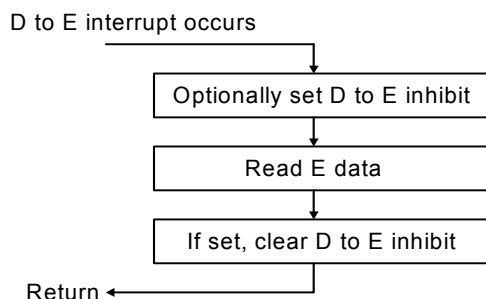 D to E interrupt occurs
Optionally set D to E inhibit
Read E data
If set, clear D to E inhibit
Return